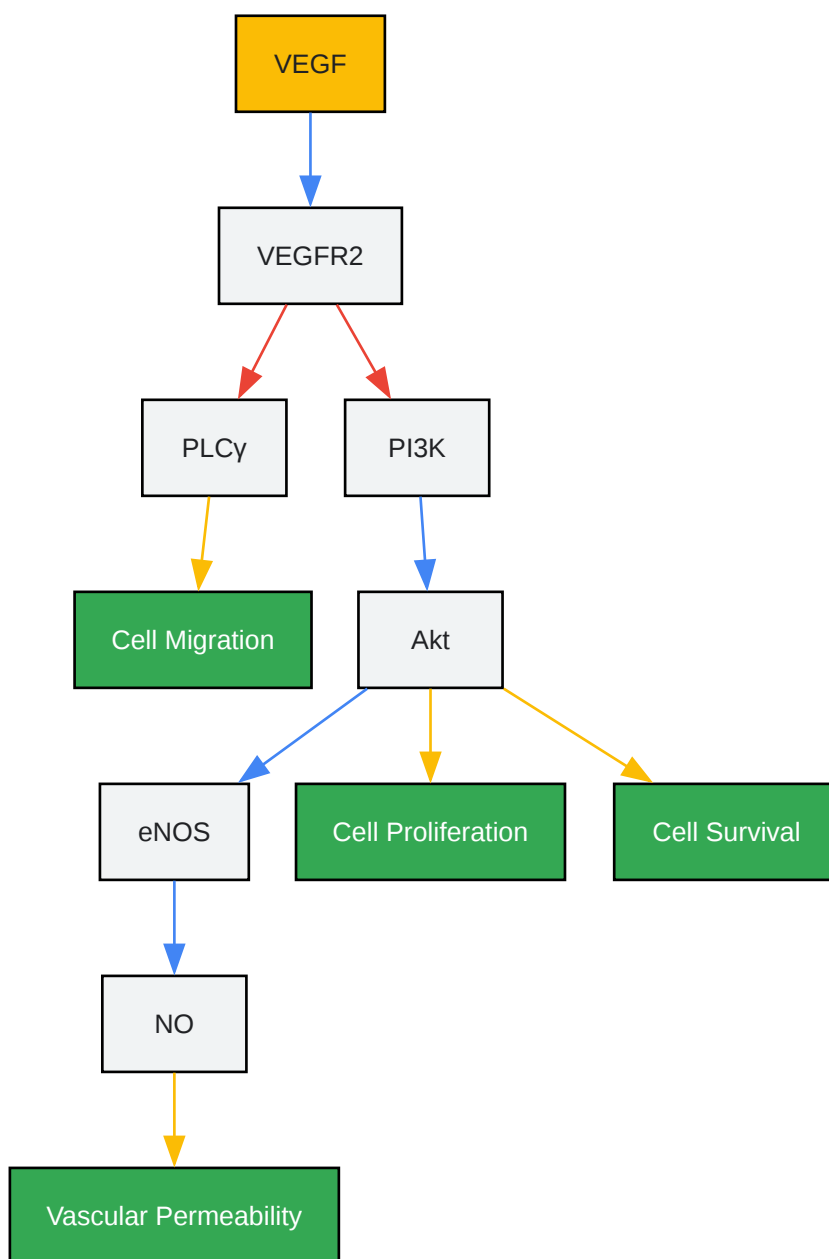 VEGF
VEGFR2
PLCγ
PI3K
Cell Migration
Akt
eNOS
Cell Proliferation
Cell Survival
NO
Vascular Permeability